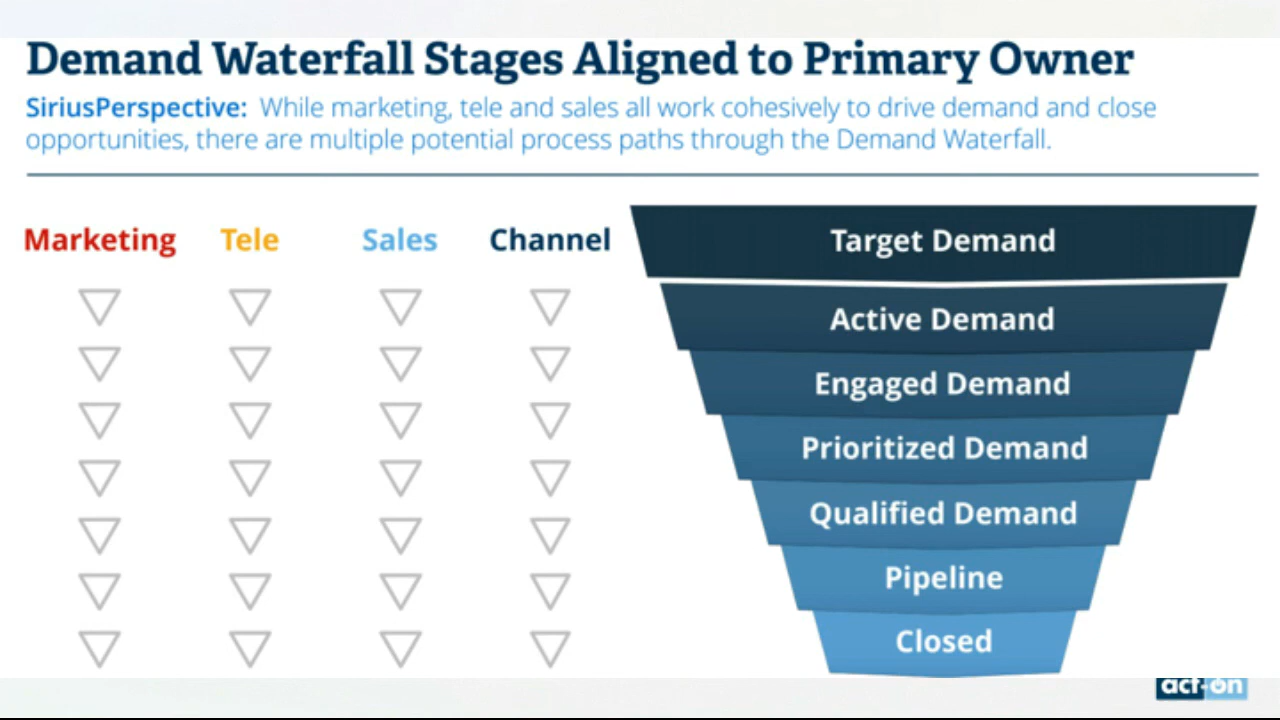 Demand Waterfall Stages Aligned to Primary Owner
SiriusPerspective: While marketing, tele and sales all work cohesively to drive demand and close
opportunities, there are multiple potential process paths through the Demand Waterfall.
Marketing Tele Sales Channel
Target Demand
Active Demand
Engaged Demand
Prioritized Demand
Qualified Demand
Pipeline
Closed
act-on